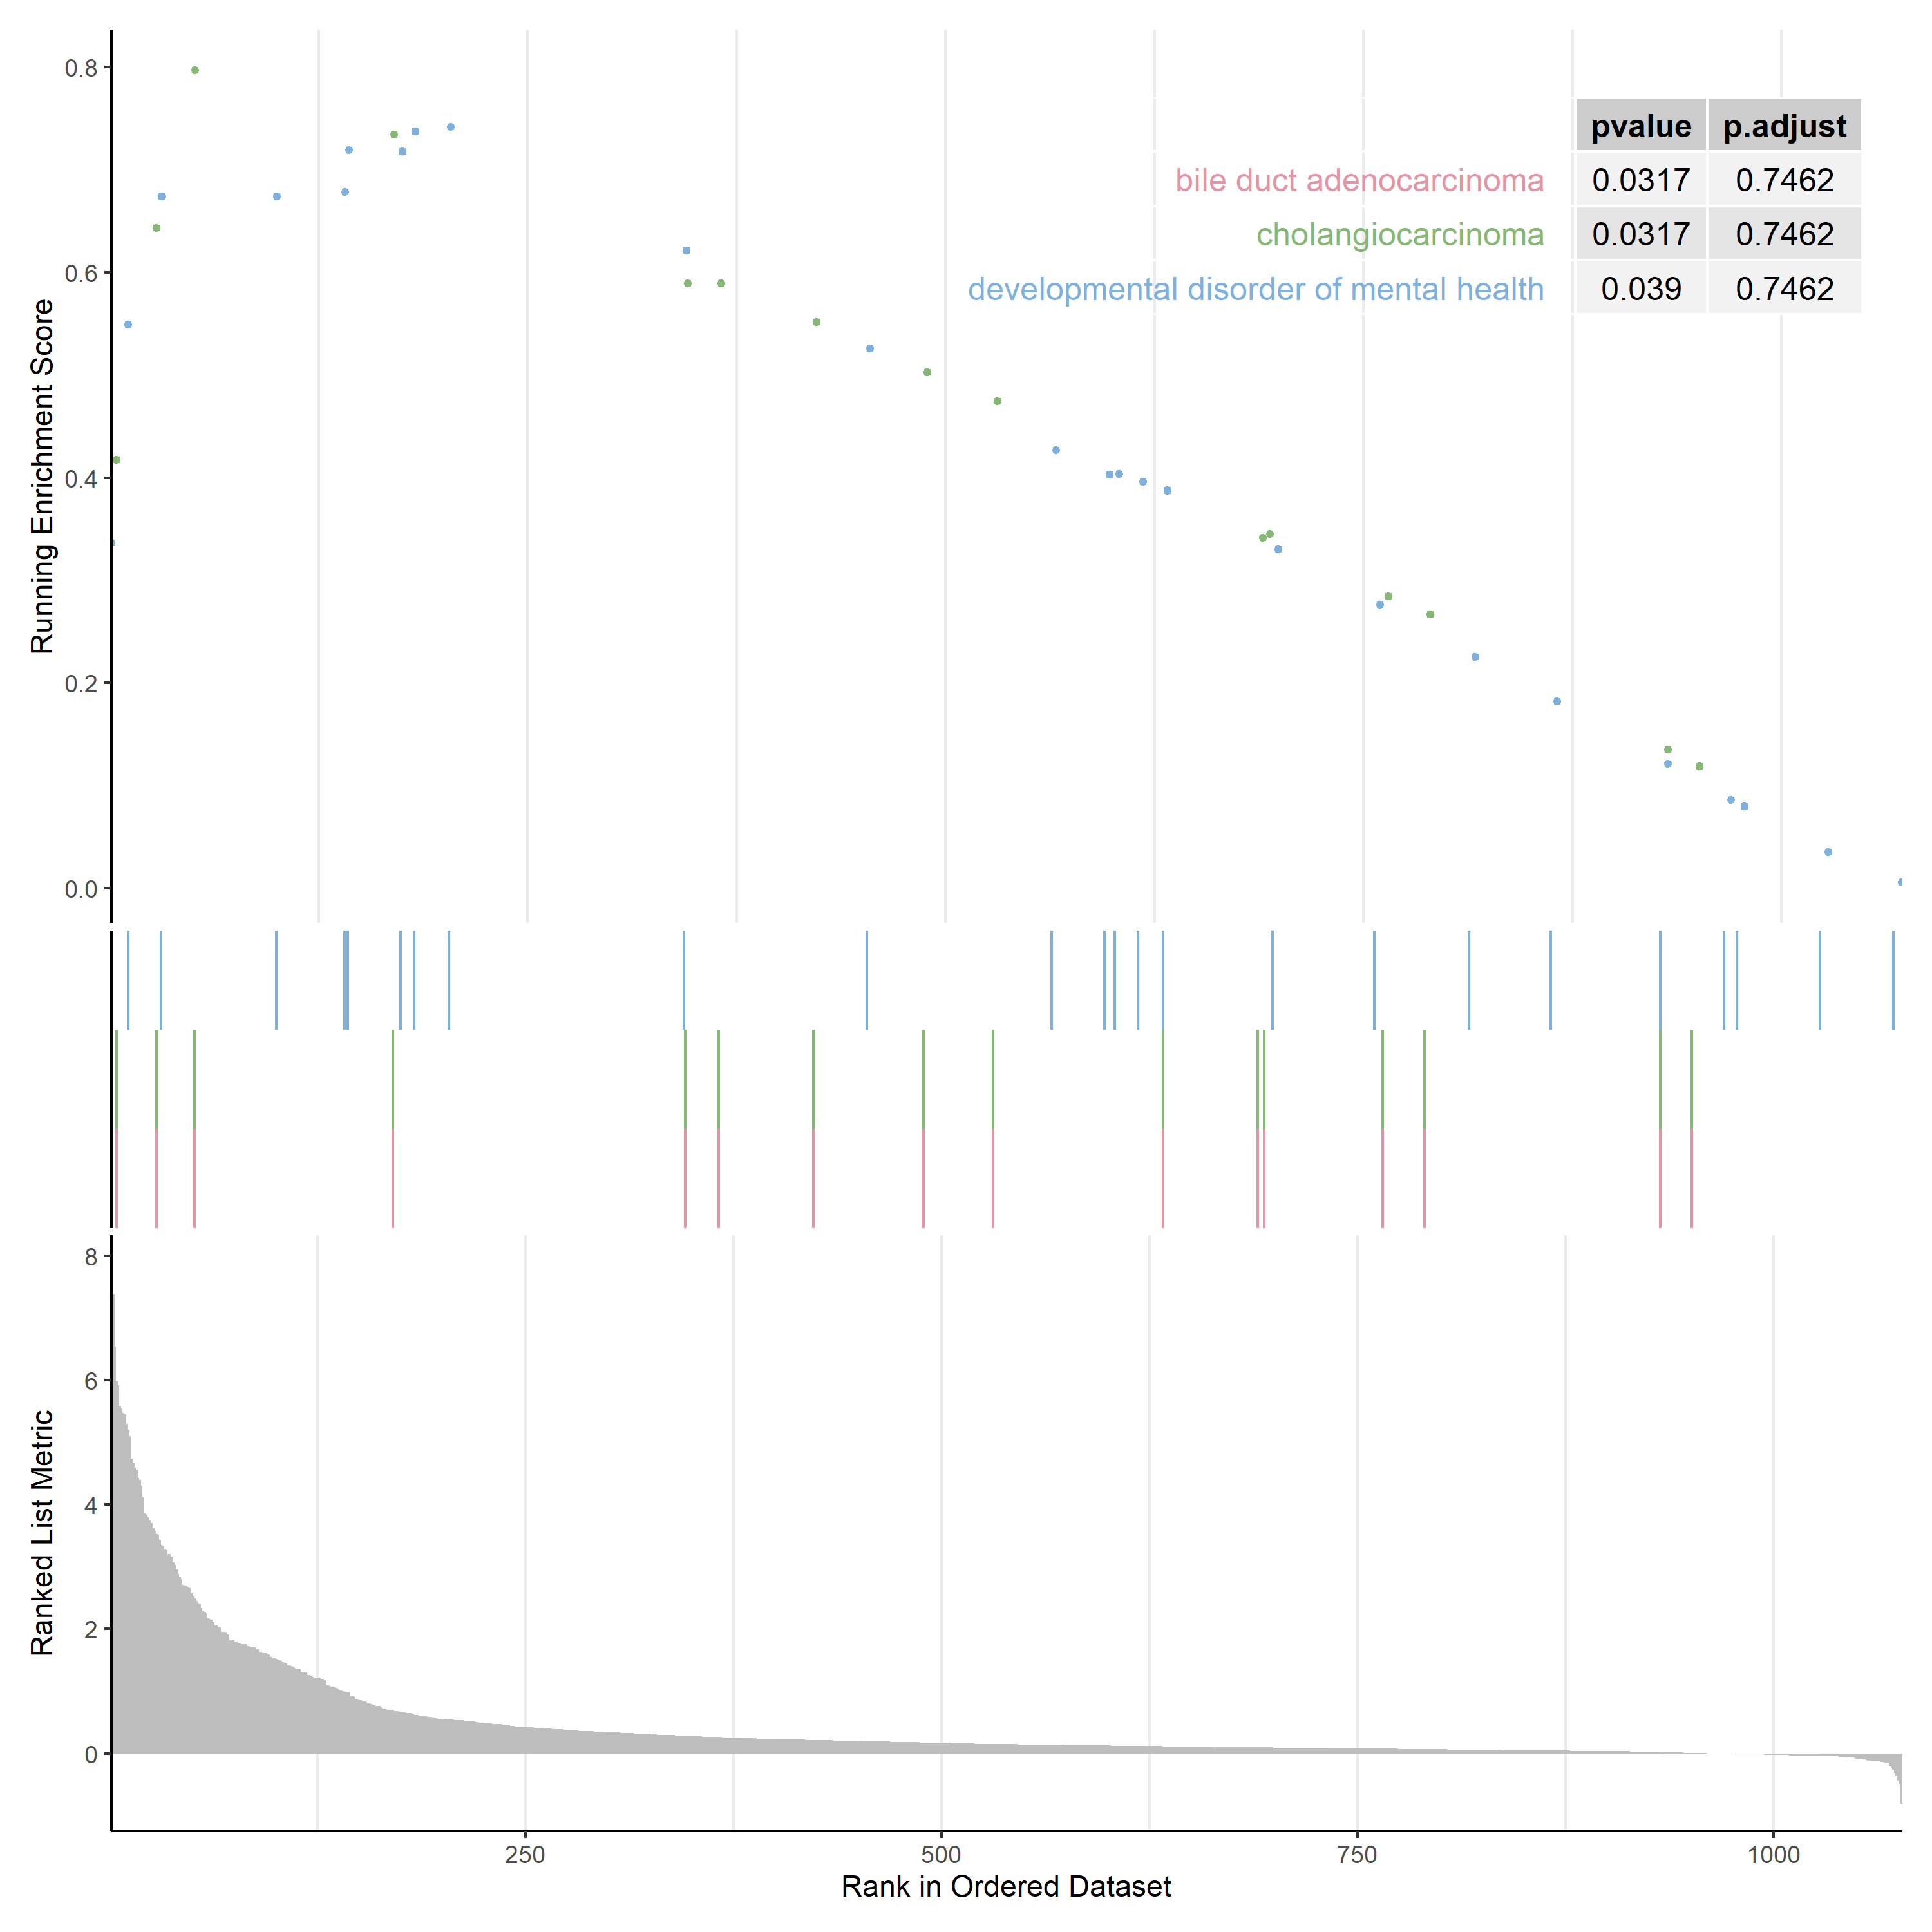 Running Enrichment Score
0.8
0.6
0.4
0.2
0.0
pvalue p.adjust
bile duct adenocarcinoma 0.0317 0.7462
cholangiocarcinoma 0.0317 0.7462
developmental disorder of mental health 0.039 0.7462
Ranked List Metric
8
6
4
2
0
250 500 750 1000
Rank in Ordered Dataset